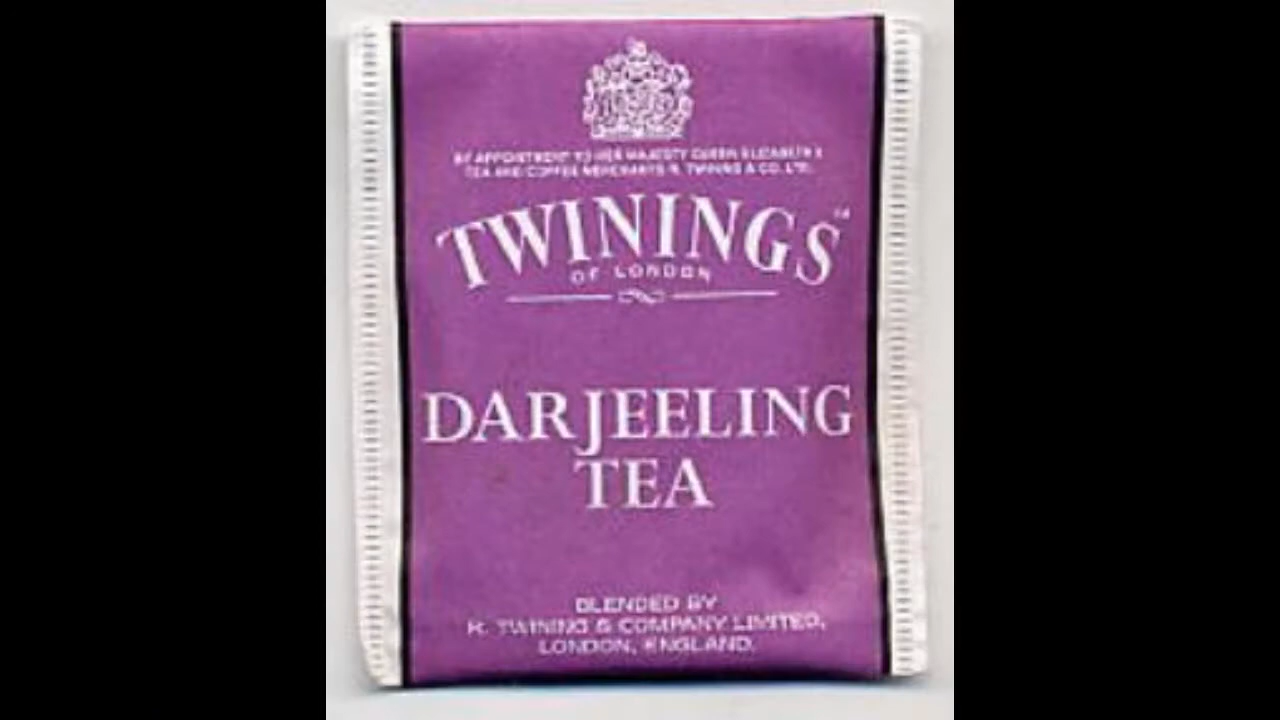 BY APPOINTMENT TO HER MAJESTY QUEEN ELIZABETH II
TEA AND COFFEE MERCHANTS R. TWINING & CO. LTD.
TWININGS™
OF LONDON
DARJEELING
TEA
BLENDED BY
R. TWINING & COMPANY LIMITED,
LONDON, ENGLAND.